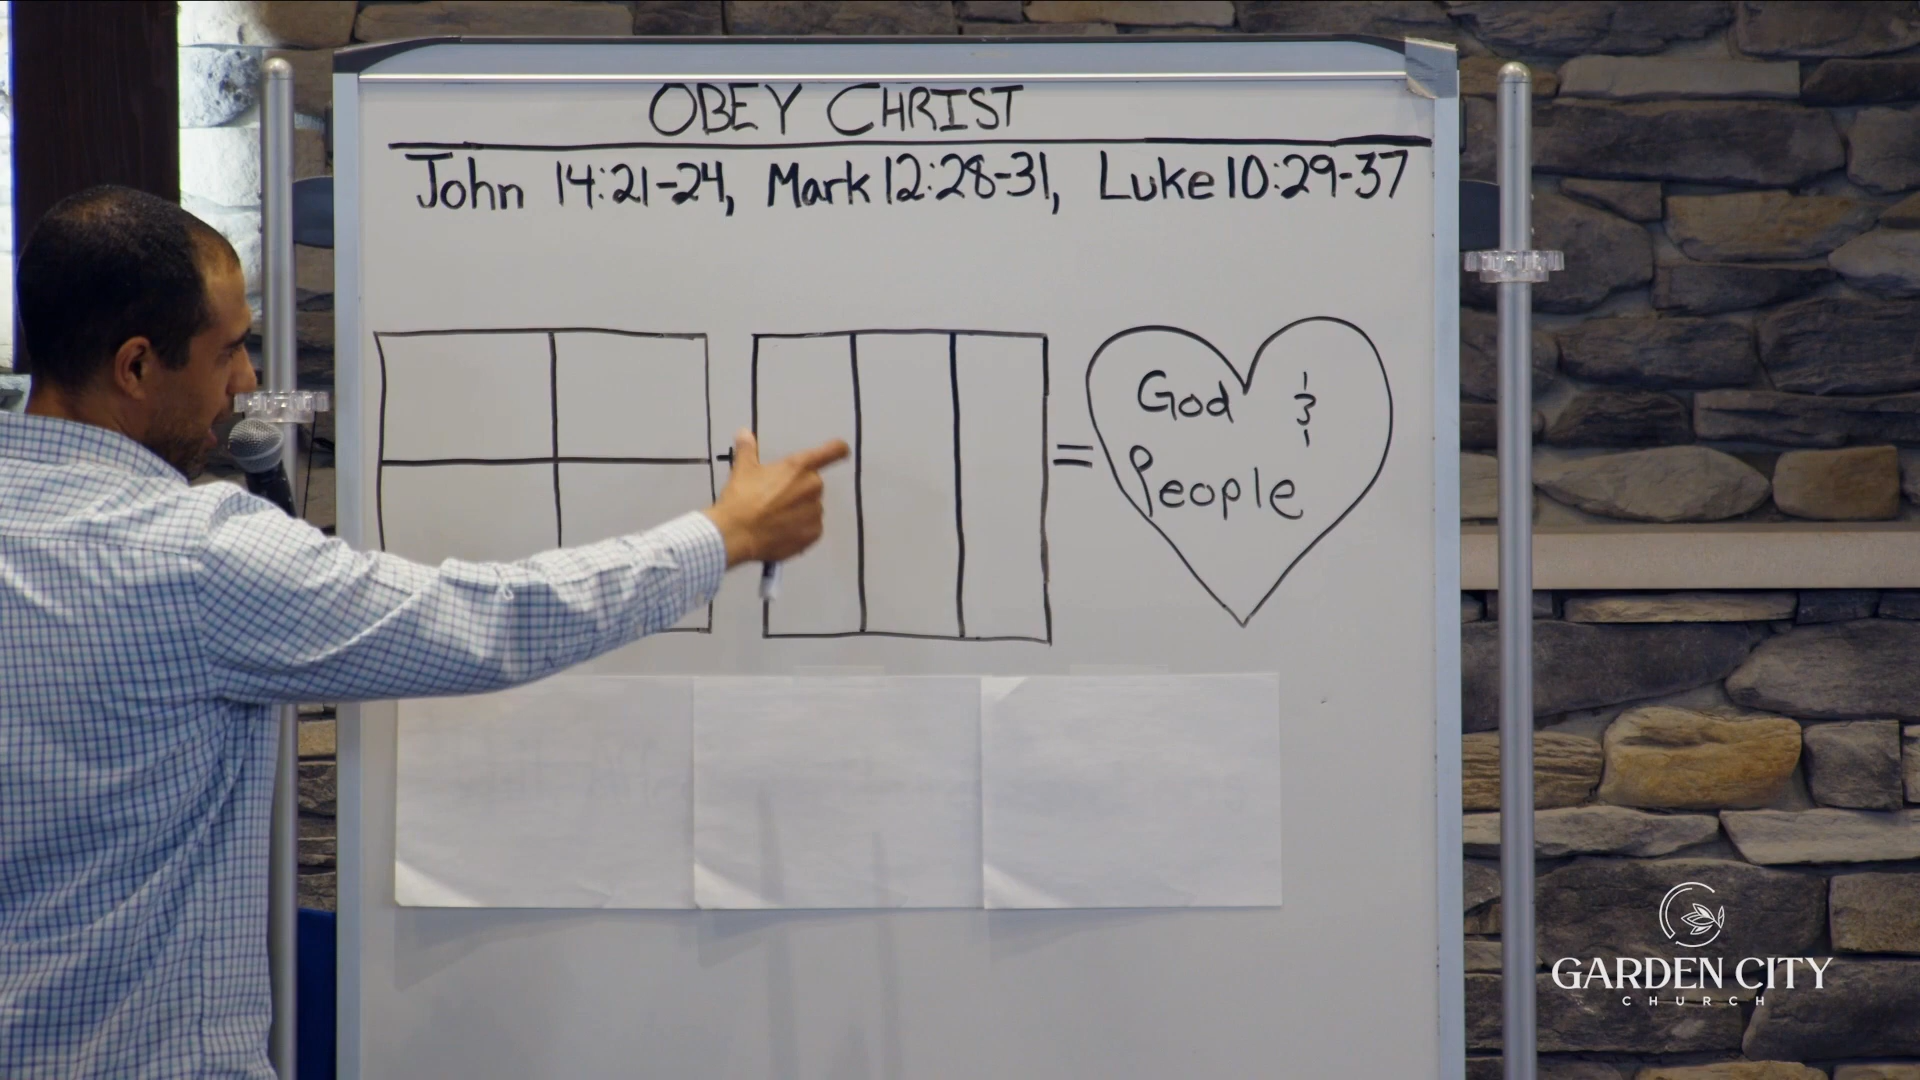 OBEY CHRIST
John 14:21-24, Mark 12:28-31, Luke 10:29-37
+
=
God &
People
GARDEN CITY
CHURCH